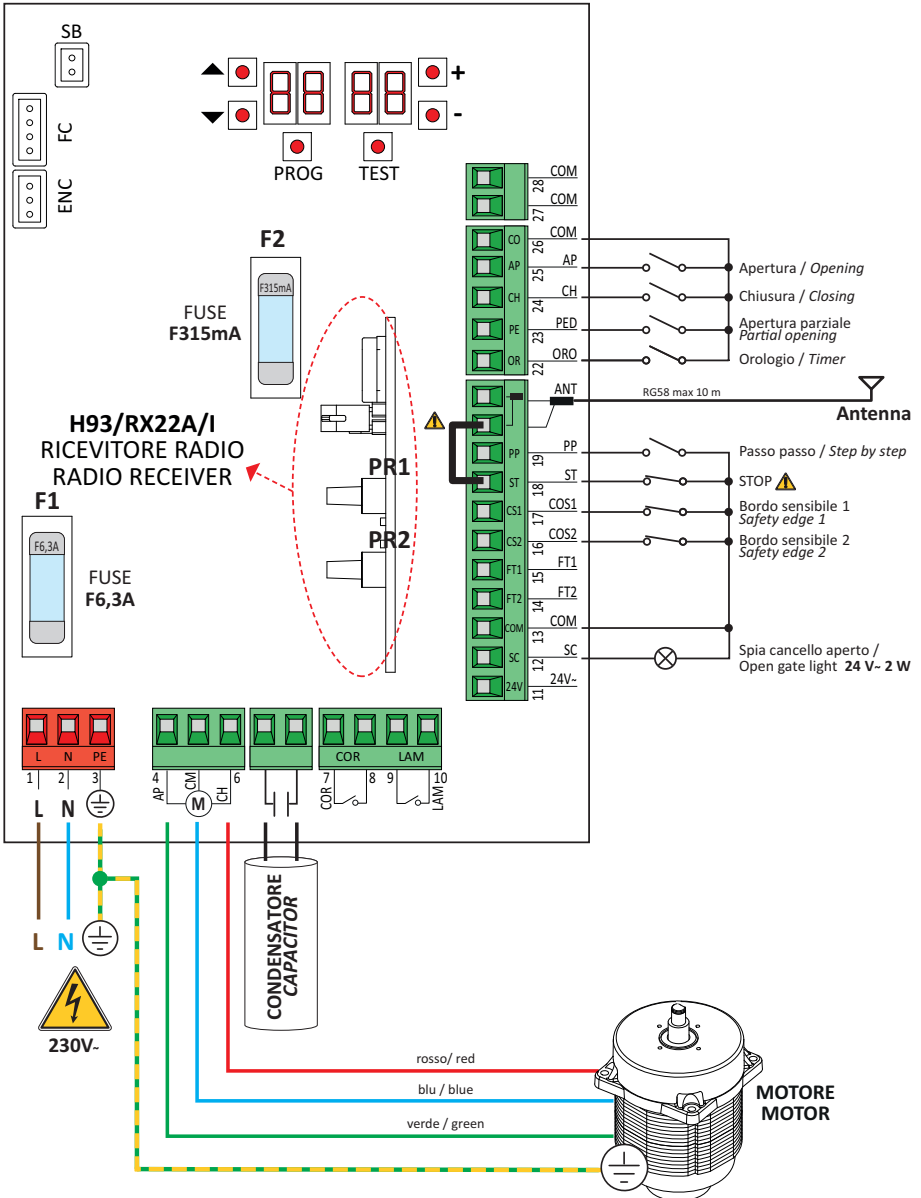 SB
FC
ENC
+
-
PROG
TEST
F2
F315mA
FUSE
F315mA
H93/RX22A/I
RICEVITORE RADIO
RADIO RECEIVER
PR1
PR2
F1
F6,3A
FUSE
F6,3A
28 COM
27 COM
CO 26 COM
AP 25 AP
Apertura / Opening
CH 24 CH
Chiusura / Closing
PE 23 PED
Apertura parziale
Partial opening
OR 22 ORO
Orologio / Timer
ANT
RG58 max 10 m
Antenna
PP 19 PP
Passo passo / Step by step
ST 18 ST
STOP
CS1 17 COS1
Bordo sensibile 1
Safety edge 1
CS2 16 COS2
Bordo sensibile 2
Safety edge 2
FT1 15 FT1
FT2 14 FT2
COM 13 COM
SC 12 SC
Spia cancello aperto /
Open gate light 24 V~ 2 W
24V 11 24V~
L N PE
COR LAM
1 2 3
4 6
7 8 9 10
AP CM CH
COR LAM
M
L N
L N
230V~
CONDENSATORE
CAPACITOR
rosso/ red
blu / blue
verde / green
MOTORE
MOTOR